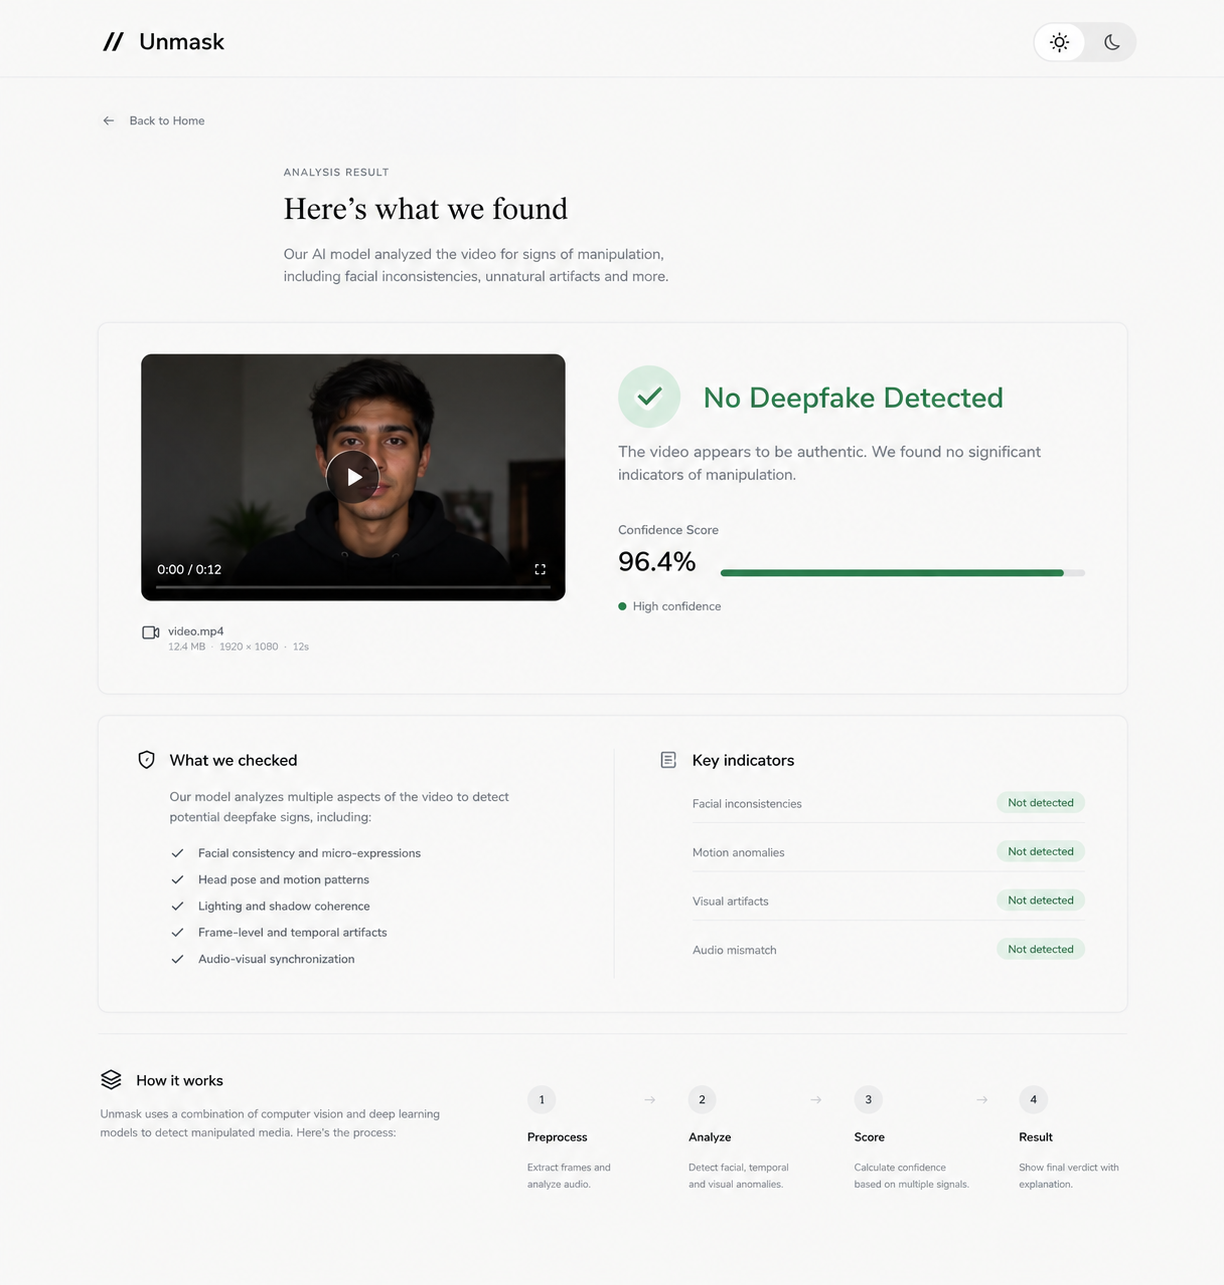 Unmask
Back to Home
ANALYSIS RESULT
Here’s what we found
Our AI model analyzed the video for signs of manipulation,
including facial inconsistencies, unnatural artifacts and more.
0:00 / 0:12
video.mp4
12.4 MB · 1920 × 1080 · 12s
No Deepfake Detected
The video appears to be authentic. We found no significant
indicators of manipulation.
Confidence Score
96.4%
High confidence
What we checked
Our model analyzes multiple aspects of the video to detect
potential deepfake signs, including:
Facial consistency and micro-expressions
Head pose and motion patterns
Lighting and shadow coherence
Frame-level and temporal artifacts
Audio-visual synchronization
Key indicators
Facial inconsistencies Not detected
Motion anomalies Not detected
Visual artifacts Not detected
Audio mismatch Not detected
How it works
Unmask uses a combination of computer vision and deep learning
models to detect manipulated media. Here's the process:
1
Preprocess
Extract frames and
analyze audio.
2
Analyze
Detect facial, temporal
and visual anomalies.
3
Score
Calculate confidence
based on multiple signals.
4
Result
Show final verdict with
explanation.